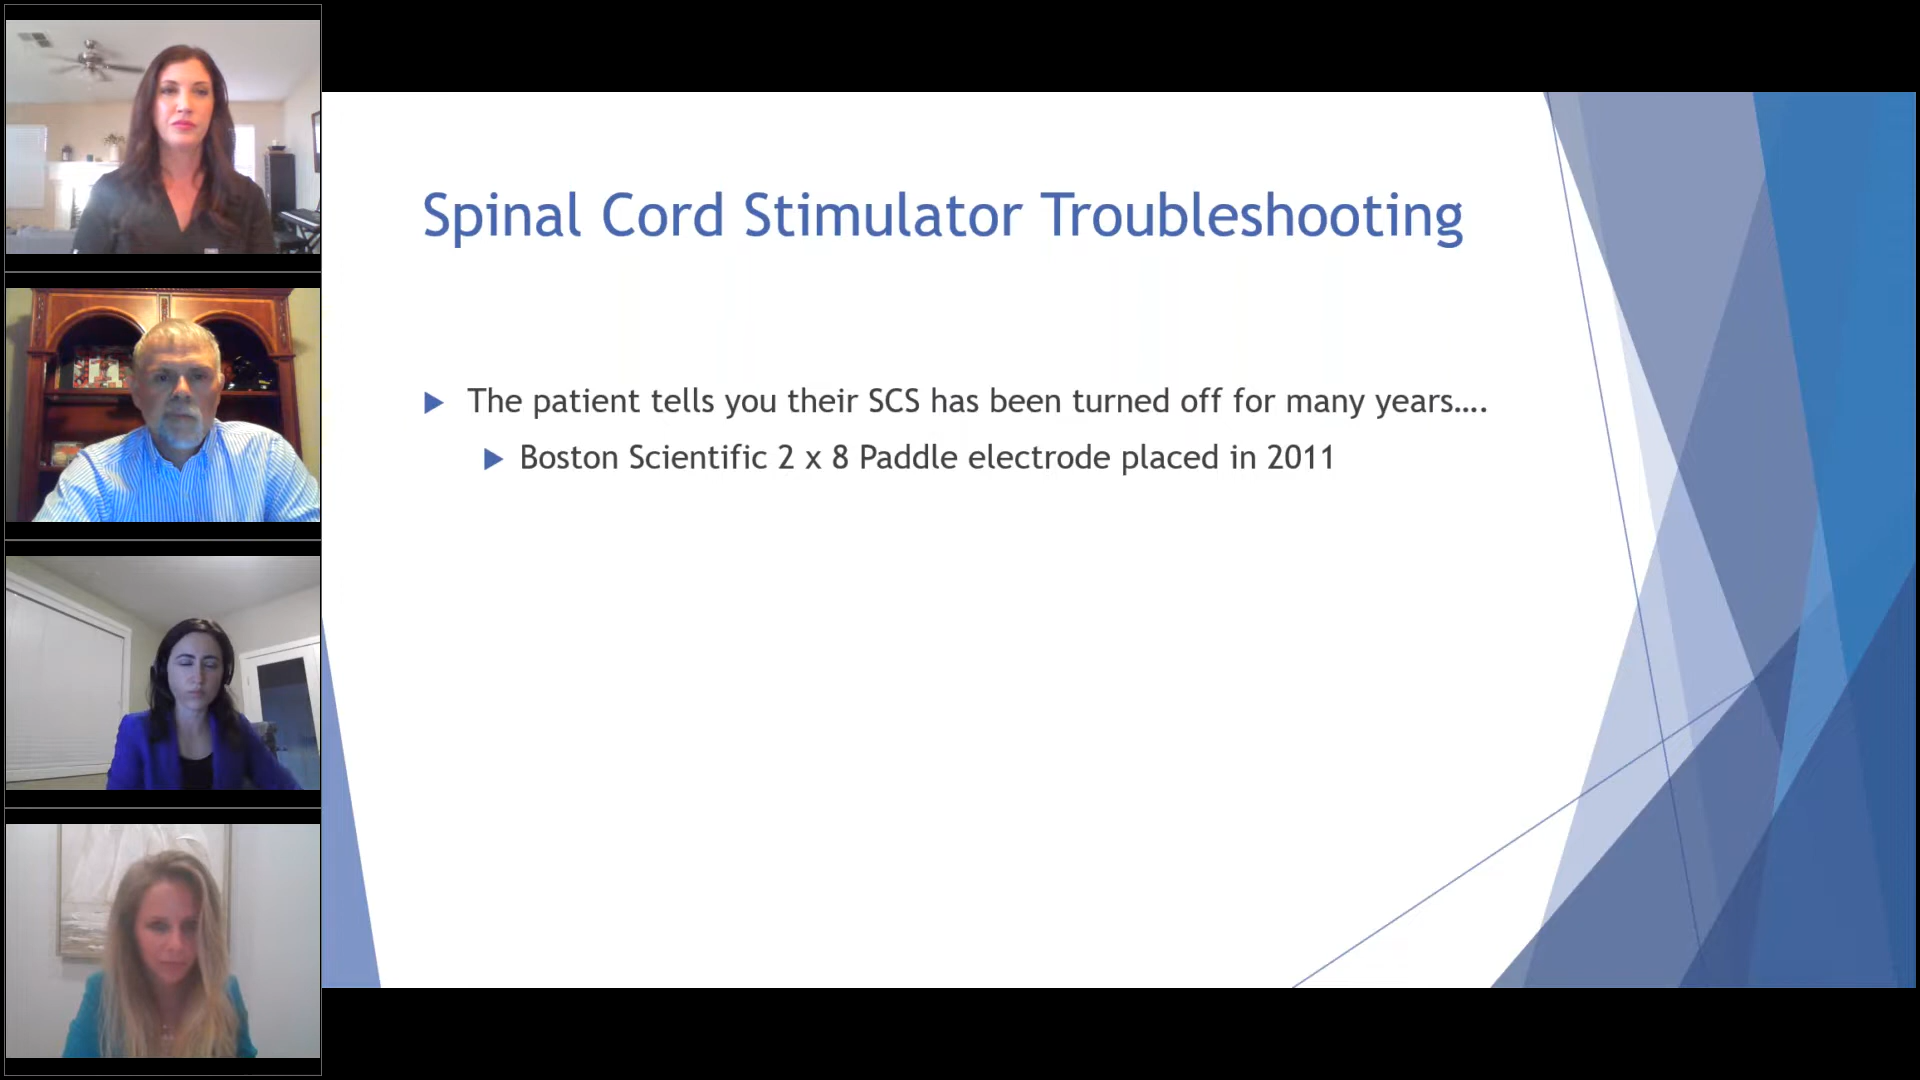 Spinal Cord Stimulator Troubleshooting
The patient tells you their SCS has been turned off for many years....
Boston Scientific 2 x 8 Paddle electrode placed in 2011